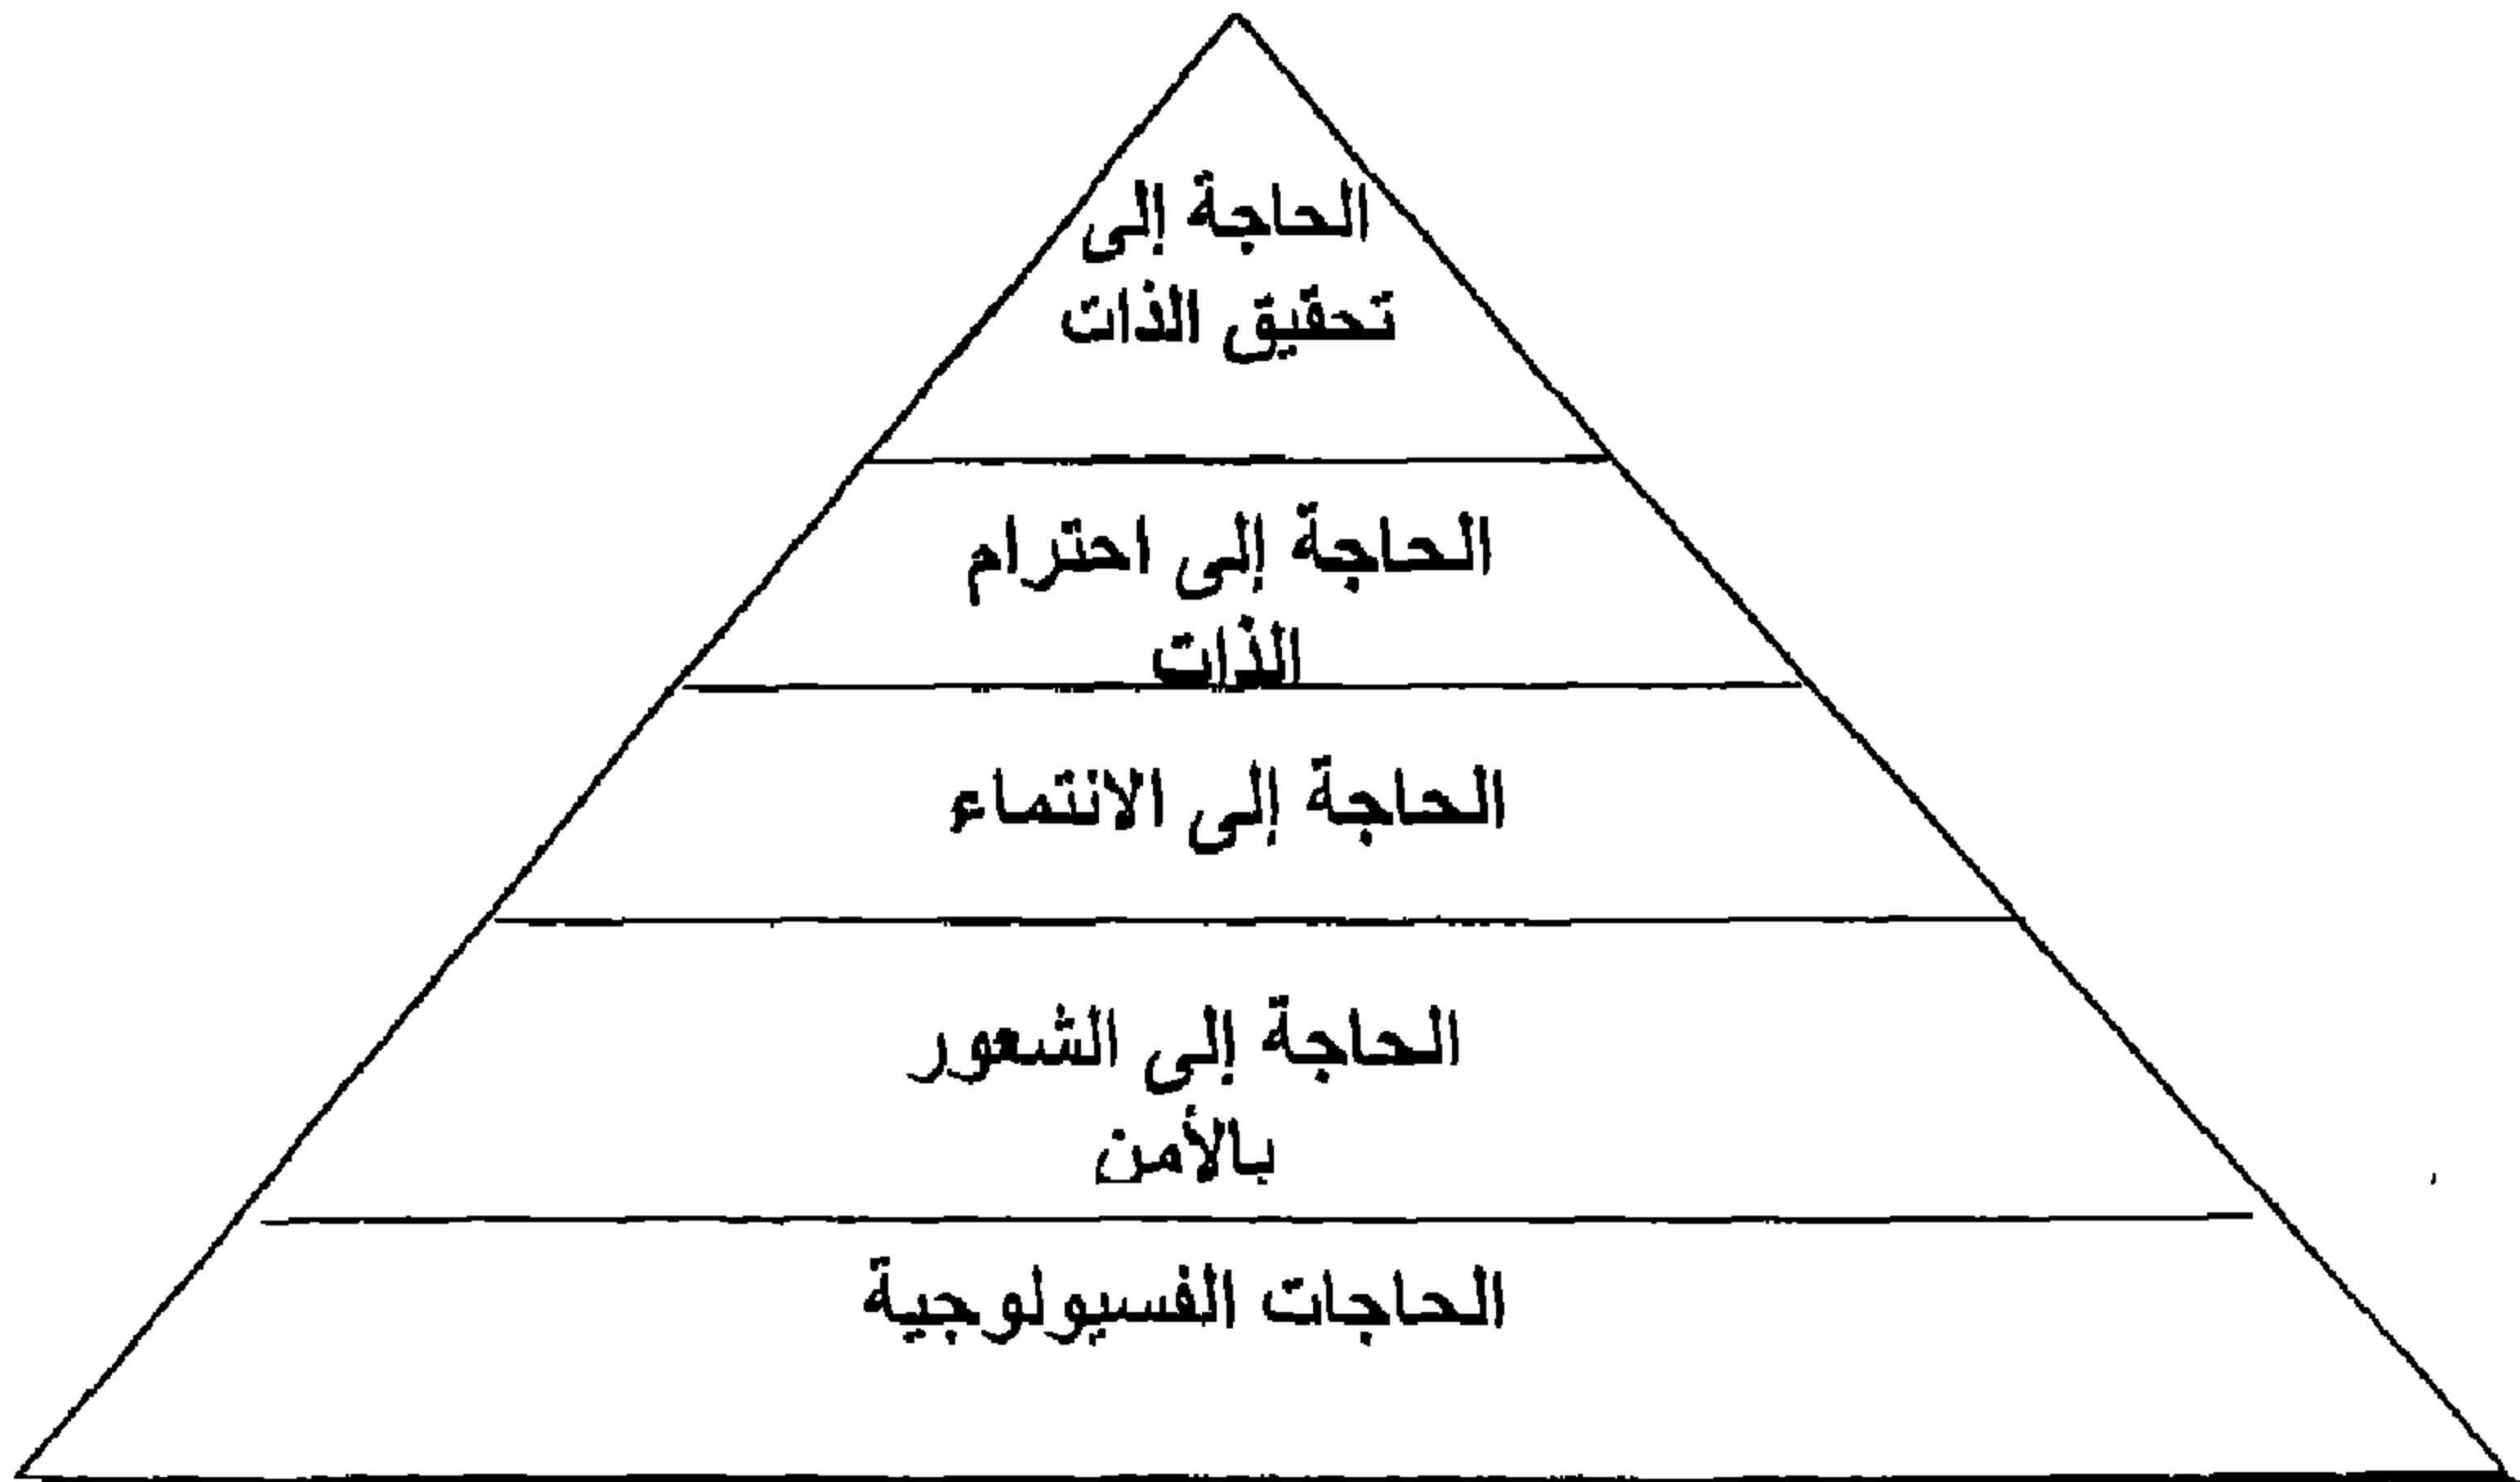 الحاجة إلى
تحقيق الذات
الحاجة إلى احترام
الذات
الحاجة إلى الانتماء
الحاجة إلى الشعور
بالأمن
الحاجات الفسيولوجية